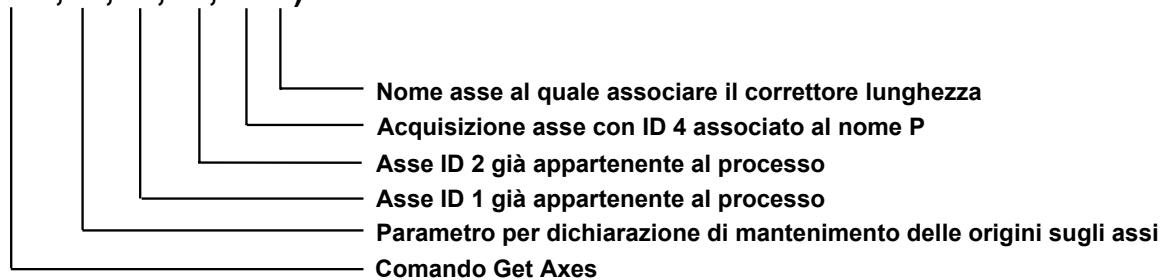 Nome asse al quale associare il correttore lunghezza
Acquisizione asse con ID 4 associato al nome P
Asse ID 2 già appartenente al processo
Asse ID 1 già appartenente al processo
Parametro per dichiarazione di mantenimento delle origini sugli assi
Comando Get Axes